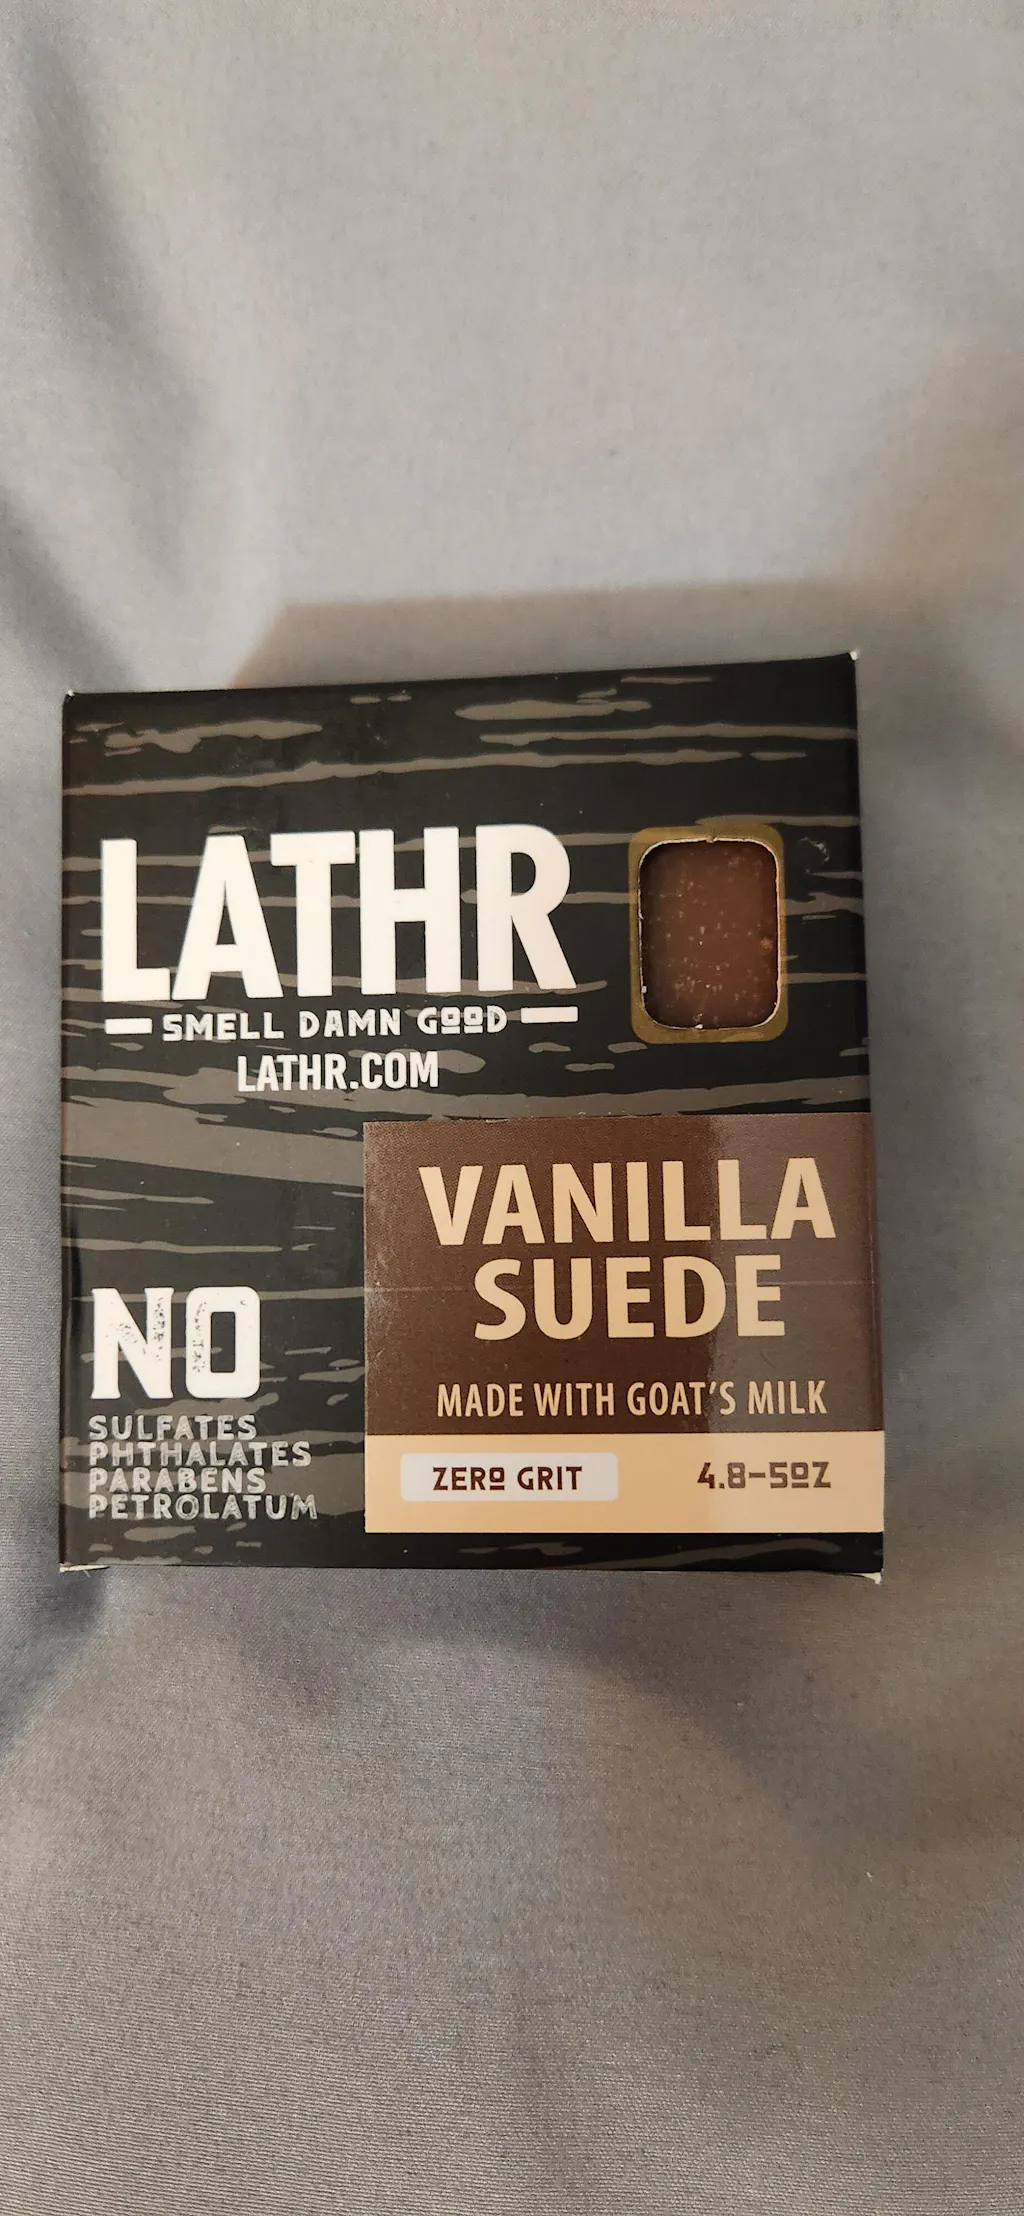 LATHR
SMELL DAMN GOOD
LATHR.COM
VANILLA
SUEDE
MADE WITH GOAT'S MILK
ZERO GRIT
4.8-5OZ
NO
SULFATES
PHTHALATES
PARABENS
PETROLATUM